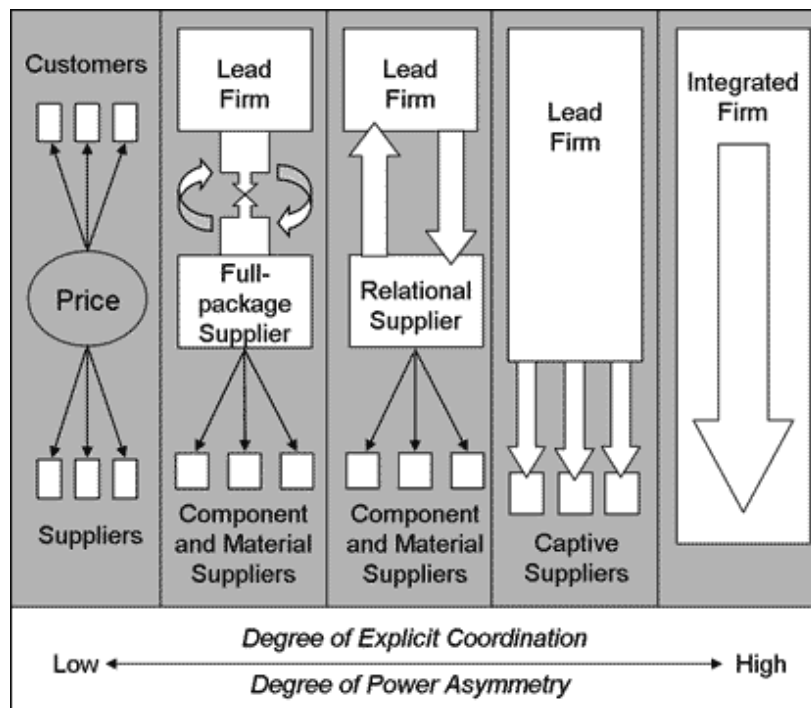 Customers
Price
Suppliers
Lead
Firm
Full-
package
Supplier
Component
and Material
Suppliers
Lead
Firm
Relational
Supplier
Component
and Material
Suppliers
Lead
Firm
Captive
Suppliers
Integrated
Firm
Degree of Explicit Coordination
Low High
Degree of Power Asymmetry